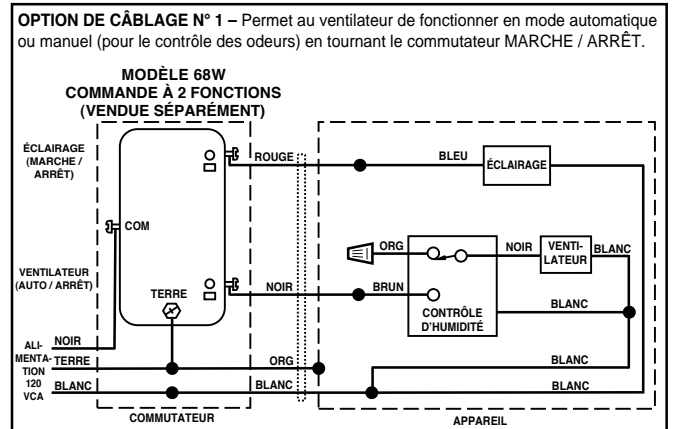 OPTION DE CÂBLAGE N° 1 – Permet au ventilateur de fonctionner en mode automatique
ou manuel (pour le contrôle des odeurs) en tournant le commutateur MARCHE / ARRÊT.
MODÈLE 68W
COMMANDE À 2 FONCTIONS
(VENDUE SÉPARÉMENT)
ÉCLAIRAGE
(MARCHE /
ARRÊT)
ROUGE
BLEU
ÉCLAIRAGE
COM
ORG
NOIR
VENTI-
LATEUR
BLANC
VENTILATEUR
(AUTO / ARRÊT)
TERRE
NOIR
BRUN
CONTRÔLE
D'HUMIDITÉ
BLANC
ALI-
MENTA-
TION
120
VCA
NOIR
TERRE
BLANC
ORG
BLANC
BLANC
BLANC
COMMUTATEUR
APPAREIL